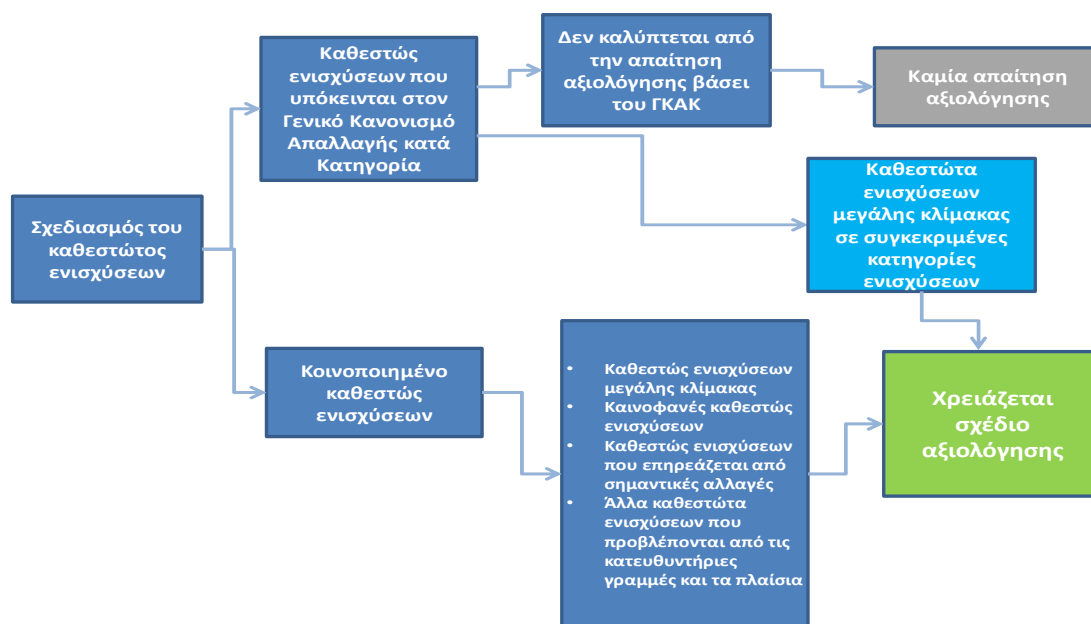 Σχεδιασμός του
καθεστώτος
ενισχύσεων
Καθεστώς
ενισχύσεων που
υπόκεινται στον
Γενικό Κανονισμό
Απαλλαγής κατά
Κατηγορία
Δεν καλύπτεται από
την απαίτηση
αξιολόγησης βάσει
του ΓΚΑΚ
Καμία απαίτηση
αξιολόγησης
Καθεστώτα
ενισχύσεων
μεγάλης κλίμακας
σε συγκεκριμένες
κατηγορίες
ενισχύσεων
Κοινοποιημένο
καθεστώς
ενισχύσεων
• Καθεστώς ενισχύσεων
μεγάλης κλίμακας
• Καινοφανές καθεστώς
ενισχύσεων
• Καθεστώς ενισχύσεων
που επηρεάζεται από
σημαντικές αλλαγές
• Άλλα καθεστώτα
ενισχύσεων που
προβλέπονται από τις
κατευθυντήριες
γραμμές και τα πλαίσια
Χρειάζεται
σχέδιο
αξιολόγησης